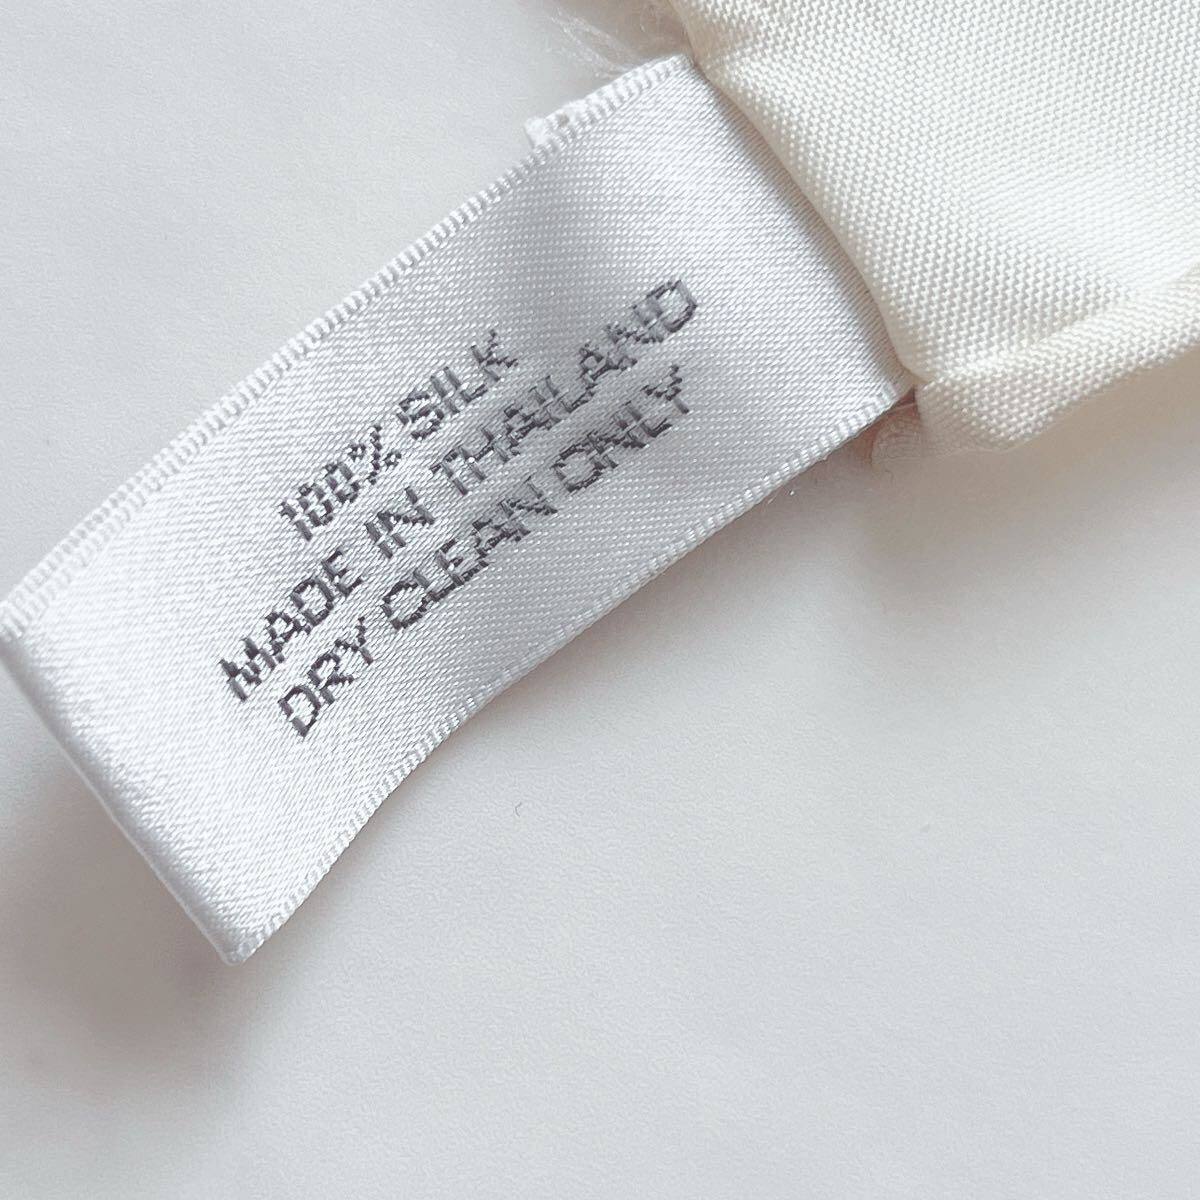 100% SILK
MADE IN THAILAND
DRY CLEAN ONLY